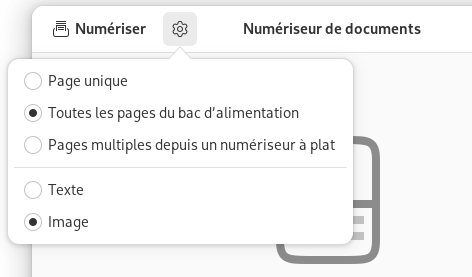 Numériser
Numériseur de documents
Page unique
Toutes les pages du bac d’alimentation
Pages multiples depuis un numériseur à plat
Texte
Image